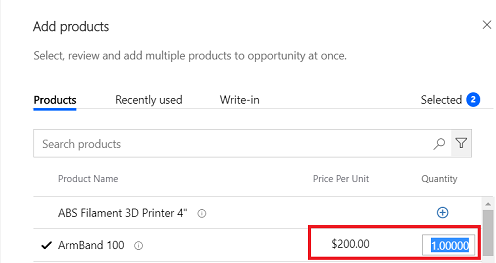 Add products
Select, review and add multiple products to opportunity at once.
Products Recently used Write-in Selected 2
Search products
Product Name Price Per Unit Quantity
ABS Filament 3D Printer 4"
ArmBand 100 $200.00 1.00000